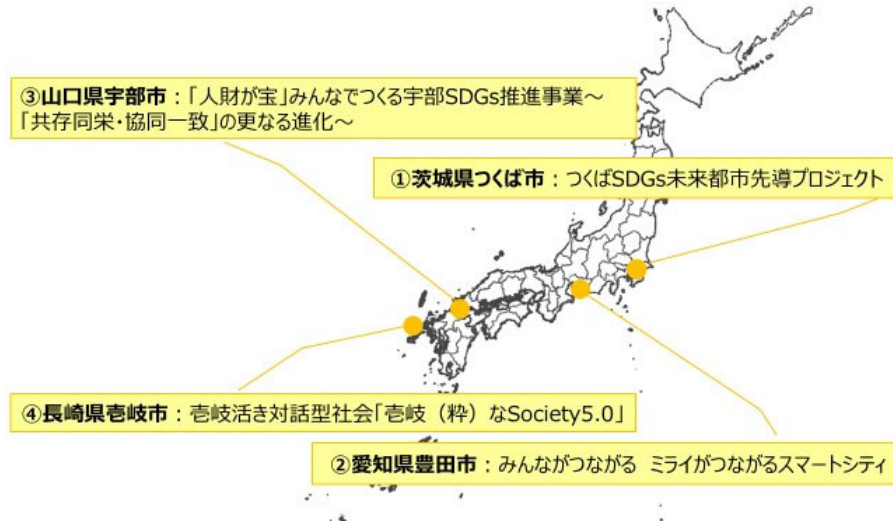 ③山口県宇部市：「人財が宝」みんなでつくる宇部SDGs推進事業～
「共存同栄・協同一致」の更なる進化～
①茨城県つくば市：つくばSDGs未来都市先導プロジェクト
④長崎県壱岐市：壱岐活き対話型社会「壱岐（粋）なSociety5.0」
②愛知県豊田市：みんながつながる ミライがつながるスマートシティ